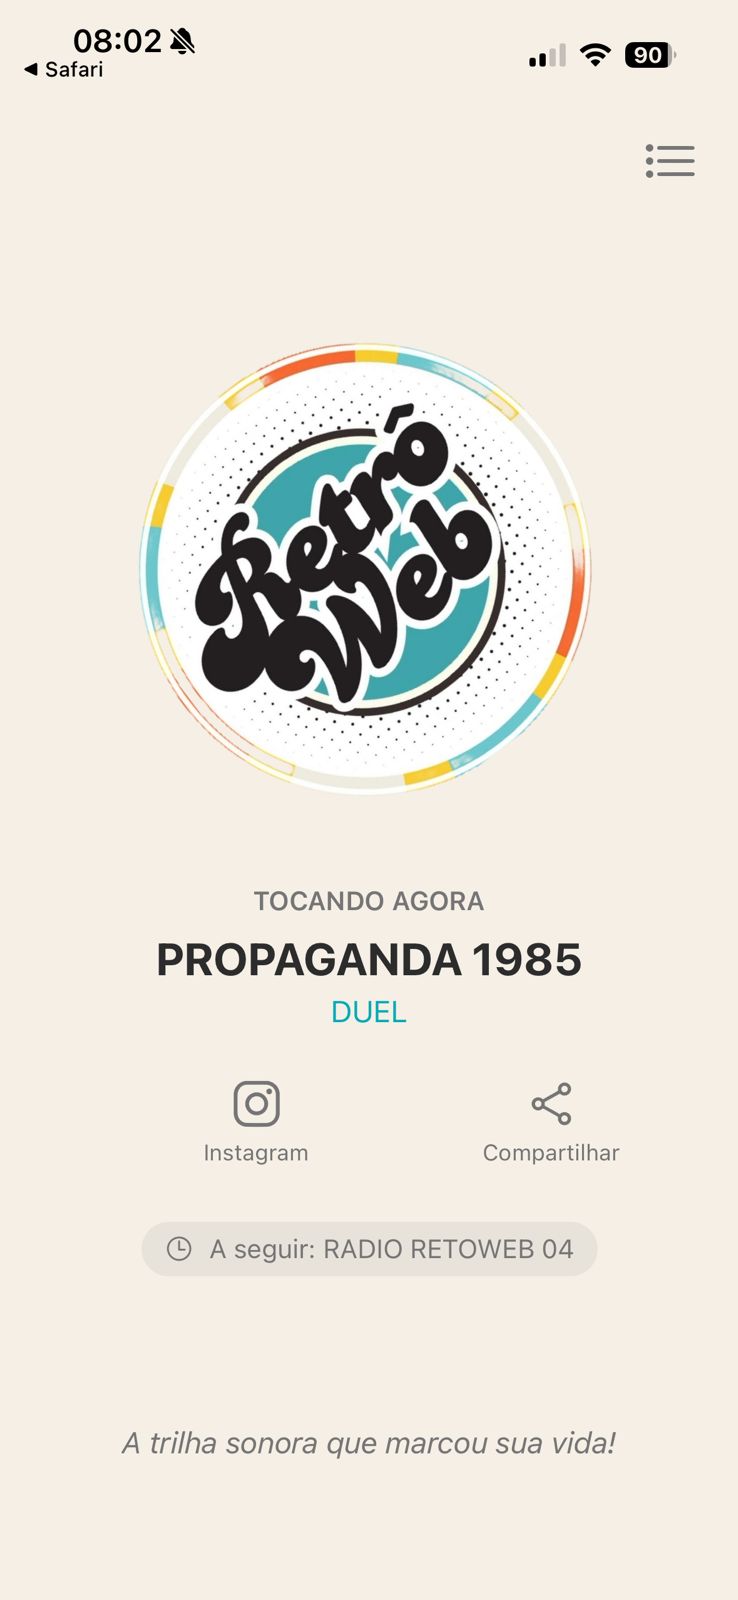 08:02
Safari
90
Retrô
Web
TOCANDO AGORA
PROPAGANDA 1985
DUEL
Instagram
Compartilhar
A seguir: RADIO RETOWEB 04
A trilha sonora que marcou sua vida!